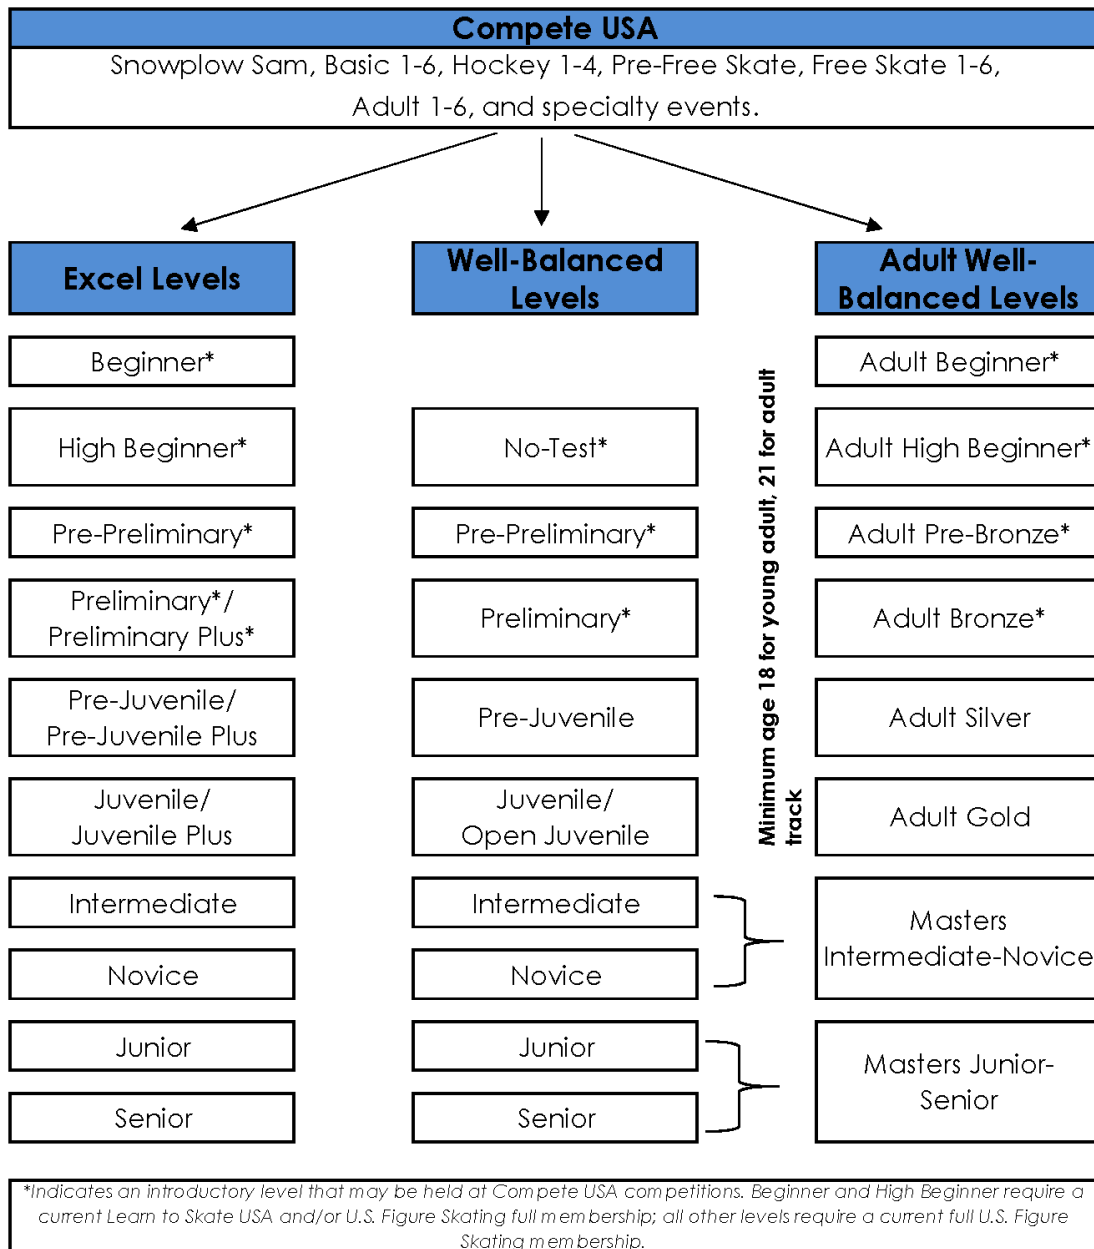 Compete USA
Snowplow Sam, Basic 1-6, Hockey 1-4, Pre-Free Skate, Free Skate 1-6,
Adult 1-6, and specialty events.
Excel Levels
Well-Balanced
Levels
Adult Well-
Balanced Levels
Beginner*
Adult Beginner*
High Beginner*
No-Test*
Adult High Beginner*
Pre-Preliminary*
Pre-Preliminary*
Adult Pre-Bronze*
Preliminary*/
Preliminary Plus*
Preliminary*
Adult Bronze*
Pre-Juvenile/
Pre-Juvenile Plus
Pre-Juvenile
Adult Silver
Juvenile/
Juvenile Plus
Juvenile/
Open Juvenile
Adult Gold
Minimum age 18 for young adult, 21 for adult
track
Intermediate
Intermediate
Masters
Intermediate-Novice
Novice
Novice
Junior
Junior
Masters Junior-
Senior
Senior
Senior
*Indicates an introductory level that may be held at Compete USA competitions. Beginner and High Beginner require a
current Learn to Skate USA and/or U.S. Figure Skating full membership; all other levels require a current full U.S. Figure
Skating membership.